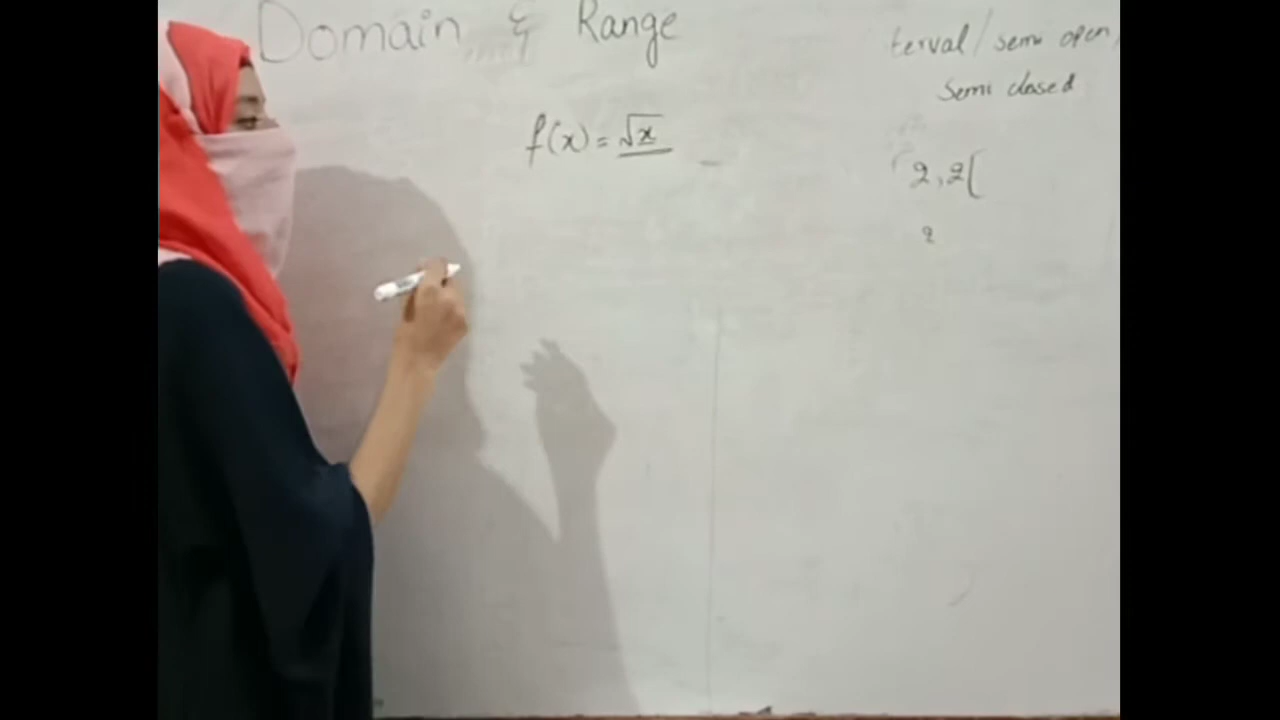 Domain & Range
terval / semi open /
Semi closed
f(x) = √x
2, 2[
2